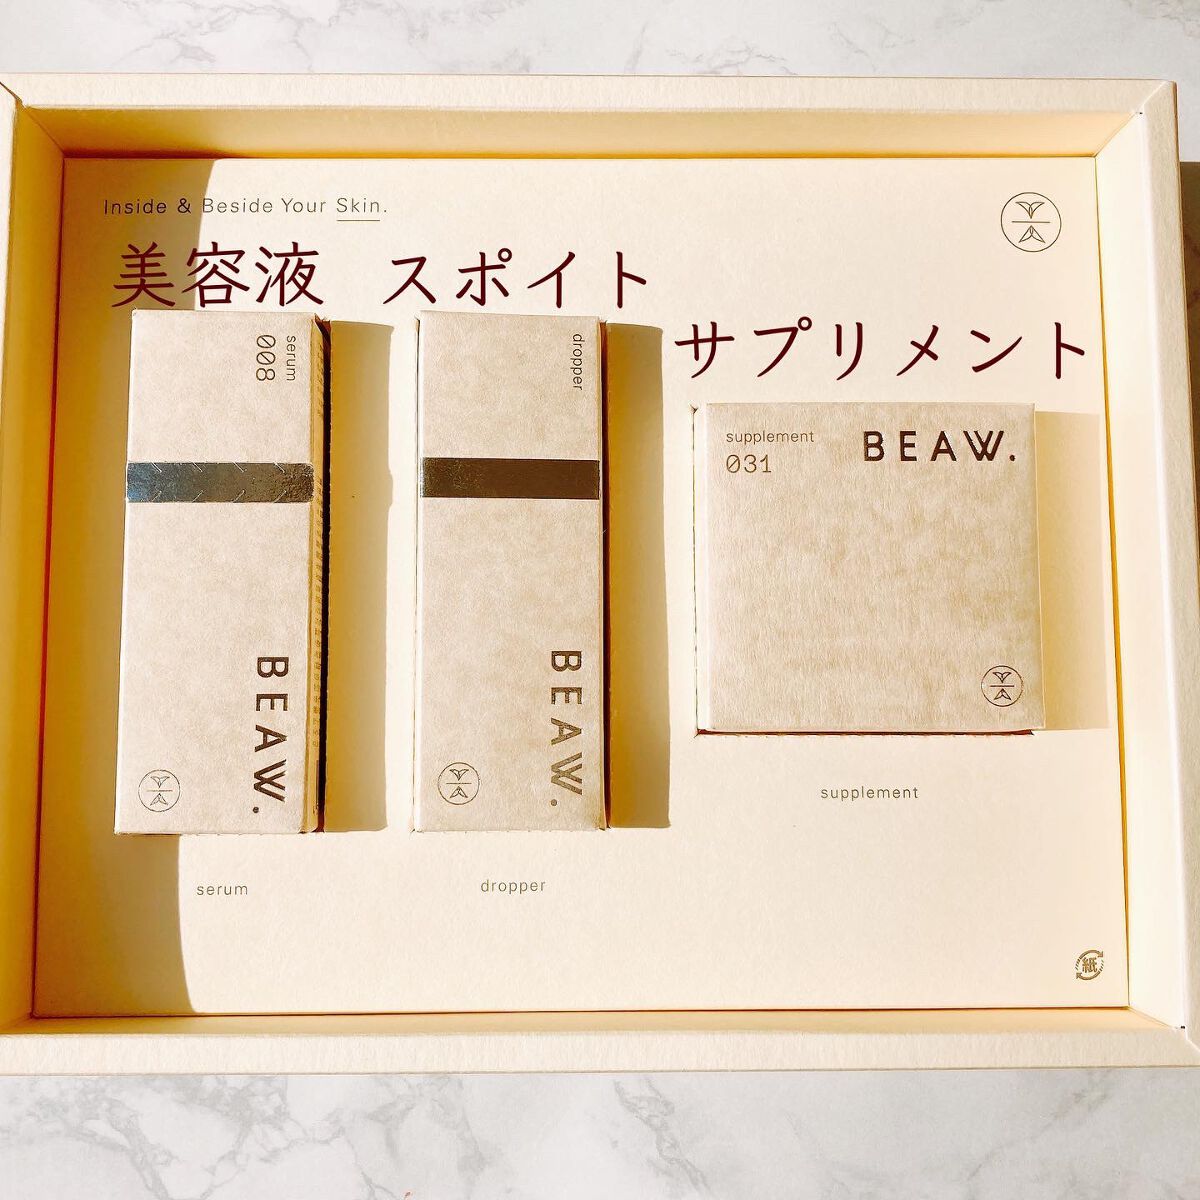 Inside & Beside Your Skin.
美容液 スポイト
サプリメント
serum
008
BEAW.
dropper
BEAW.
supplement
031
BEAW.
serum
dropper
supplement
紙